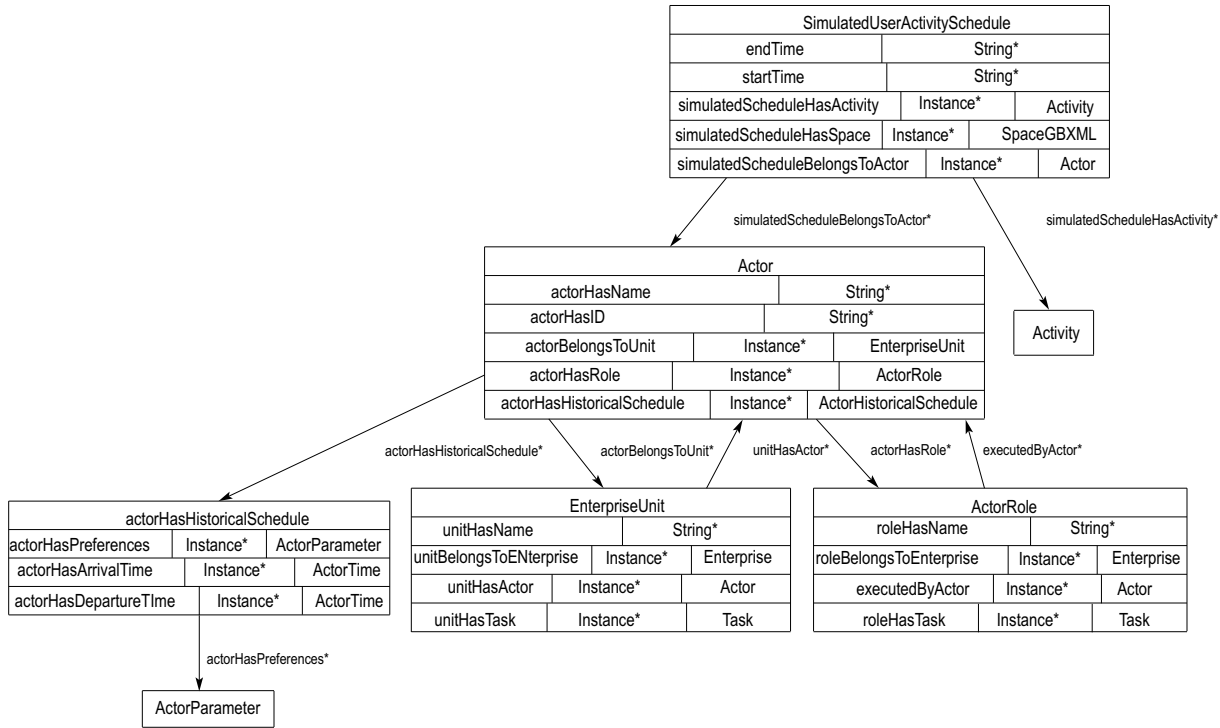 SimulatedUserActivitySchedule
endTime String*
startTime String*
simulatedScheduleHasActivity Instance* Activity
simulatedScheduleHasSpace Instance* SpaceGBXML
simulatedScheduleBelongsToActor Instance* Actor
simulatedScheduleBelongsToActor* simulatedScheduleHasActivity*
Actor
actorHasName String*
actorHasID String*
actorBelongsToUnit Instance* EnterpriseUnit
actorHasRole Instance* ActorRole
actorHasHistoricalSchedule Instance* ActorHistoricalSchedule
Activity
actorHasHistoricalSchedule* actorBelongsToUnit* unitHasActor* actorHasRole* executedByActor*
actorHasHistoricalSchedule
actorHasPreferences Instance* ActorParameter
actorHasArrivalTime Instance* ActorTime
actorHasDepartureTIme Instance* ActorTime
EnterpriseUnit
unitHasName String*
unitBelongsToENterprise Instance* Enterprise
unitHasActor Instance* Actor
unitHasTask Instance* Task
ActorRole
roleHasName String*
roleBelongsToEnterprise Instance* Enterprise
executedByActor Instance* Actor
roleHasTask Instance* Task
actorHasPreferences*
ActorParameter